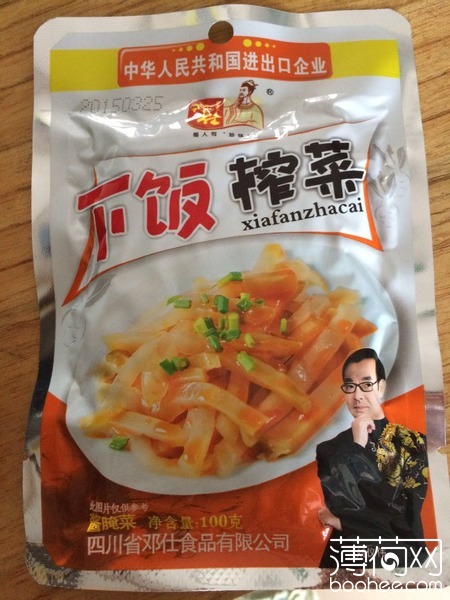 中华人民共和国进出口企业
20150325
®
下饭榨菜
xiafanzhacai
此图片仅供参考
酱腌菜 净含量:100克
四川省邓仕食品有限公司
薄荷网
boohee.com